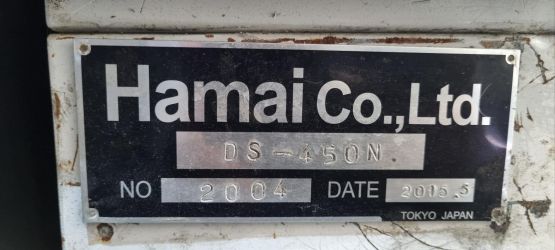 Hamai Co.,Ltd.
DS-450N
NO 2004 DATE 2015.5
TOKYO JAPAN